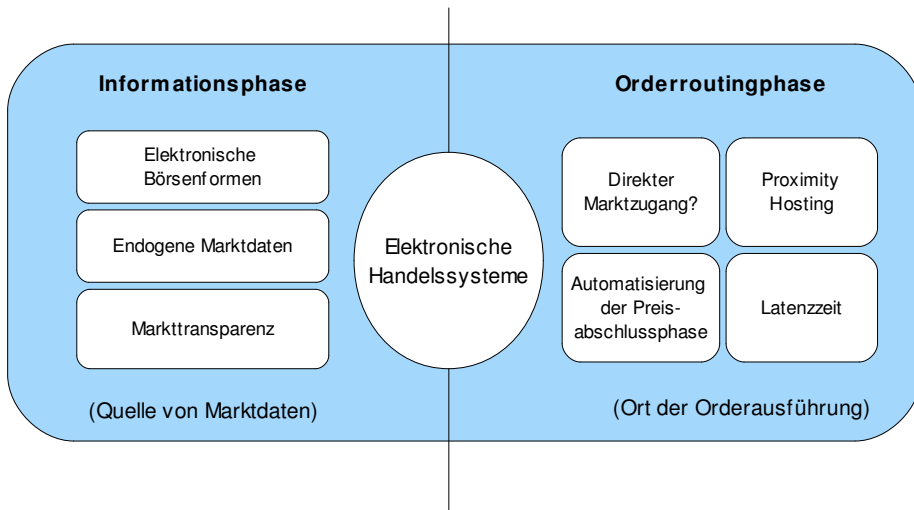 Informationsphase
Elektronische
Börsenformen
Endogene Marktdaten
Markttransparenz
(Quelle von Marktdaten)
Elektronische
Handelssysteme
Orderroutingphase
Direkter
Marktzugang?
Proximity
Hosting
Automatisierung
der Preis-
abschlussphase
Latenzzeit
(Ort der Orderausführung)